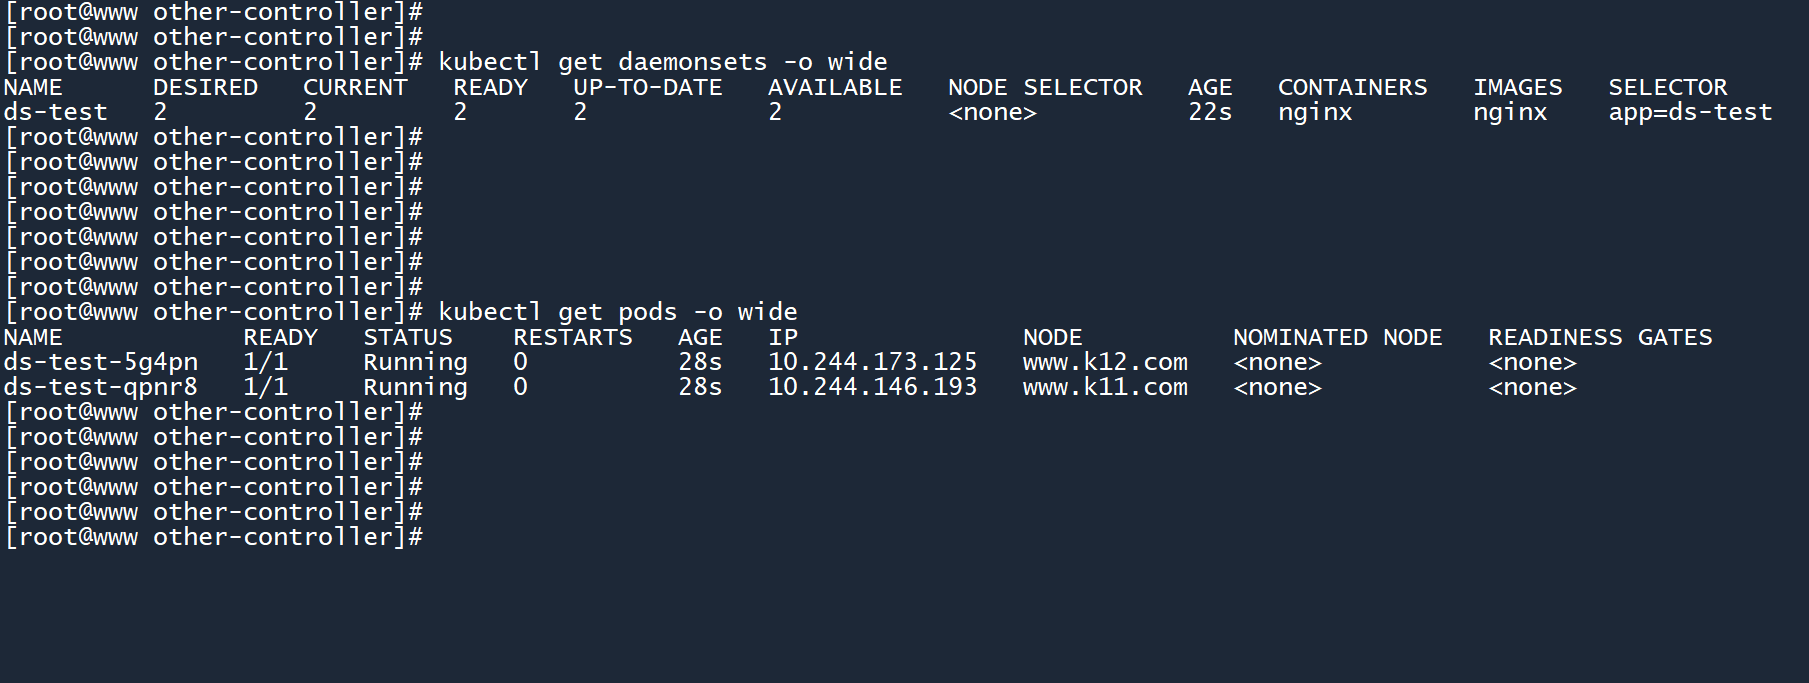 [root@www other-controller]#
[root@www other-controller]#
[root@www other-controller]# kubectl get daemonsets -o wide
NAME      DESIRED   CURRENT   READY   UP-TO-DATE   AVAILABLE   NODE SELECTOR   AGE   CONTAINERS   IMAGES   SELECTOR
ds-test   2         2         2       2            2           <none>          22s   nginx        nginx    app=ds-test
[root@www other-controller]#
[root@www other-controller]#
[root@www other-controller]#
[root@www other-controller]#
[root@www other-controller]#
[root@www other-controller]#
[root@www other-controller]#
[root@www other-controller]# kubectl get pods -o wide
NAME            READY   STATUS    RESTARTS   AGE   IP               NODE          NOMINATED NODE   READINESS GATES
ds-test-5g4pn   1/1     Running   0          28s   10.244.173.125   www.k12.com   <none>           <none>
ds-test-qpnr8   1/1     Running   0          28s   10.244.146.193   www.k11.com   <none>           <none>
[root@www other-controller]#
[root@www other-controller]#
[root@www other-controller]#
[root@www other-controller]#
[root@www other-controller]#
[root@www other-controller]#